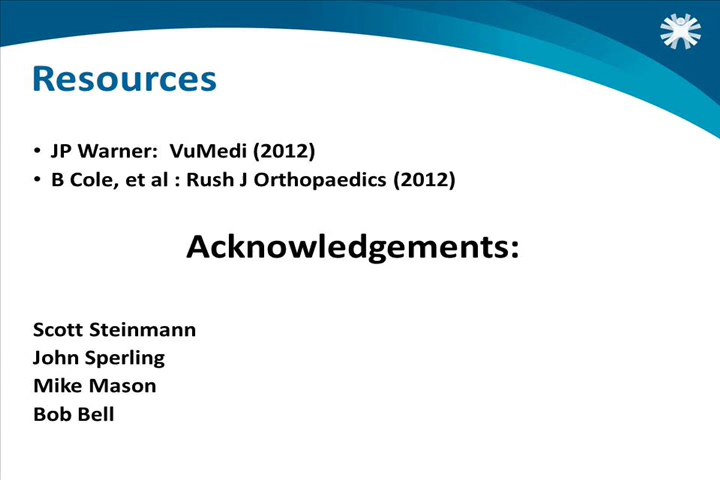 Resources
• JP Warner:  VuMedi (2012)
• B Cole, et al : Rush J Orthopaedics (2012)
Acknowledgements:
Scott Steinmann
John Sperling
Mike Mason
Bob Bell